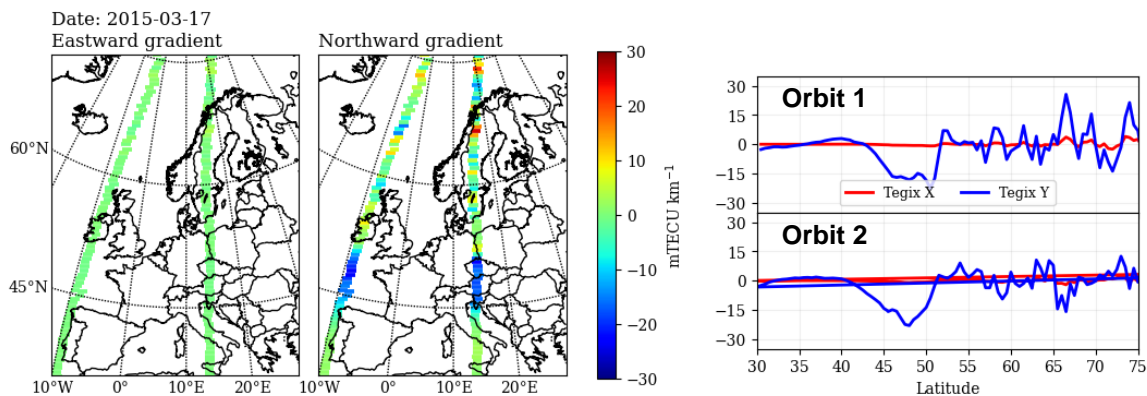 Date: 2015-03-17
Eastward gradient
Northward gradient
60°N
45°N
10°W
0°
10°E
20°E
10°W
0°
10°E
20°E
30
20
10
0
−10
−20
−30
mTECU km⁻¹
Orbit 1
30
15
0
−15
−30
Tegix X
Tegix Y
Orbit 2
30
15
0
−15
−30
30
35
40
45
50
55
60
65
70
75
Latitude